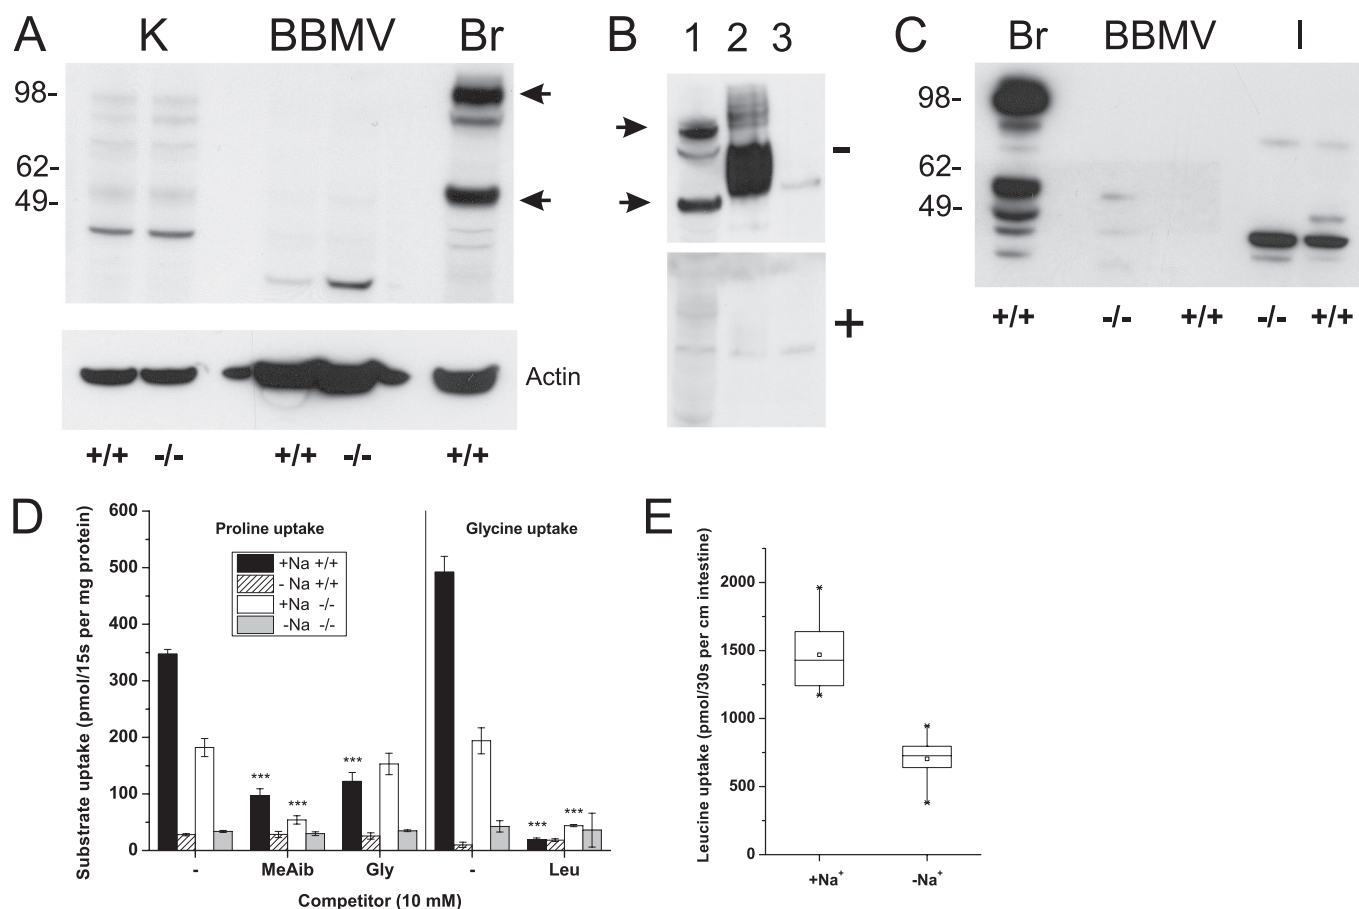 A K BBMV Br
98-
62-
49-
Actin
+/+ -/- +/+ -/- +/+
B 1 2 3
-
+
C Br BBMV I
98-
62-
49-
+/+ -/- +/+ -/- +/+
D
Substrate uptake (pmol/15s per mg protein)
600
500
400
300
200
100
0
Proline uptake Glycine uptake
+Na +/+
- Na +/+
+Na -/-
-Na -/-
*** *** *** *** ***
- MeAib Gly - Leu
Competitor (10 mM)
E
Leucine uptake (pmol/30s per cm intestine)
2000
1500
1000
500
0
+Na⁺ -Na⁺